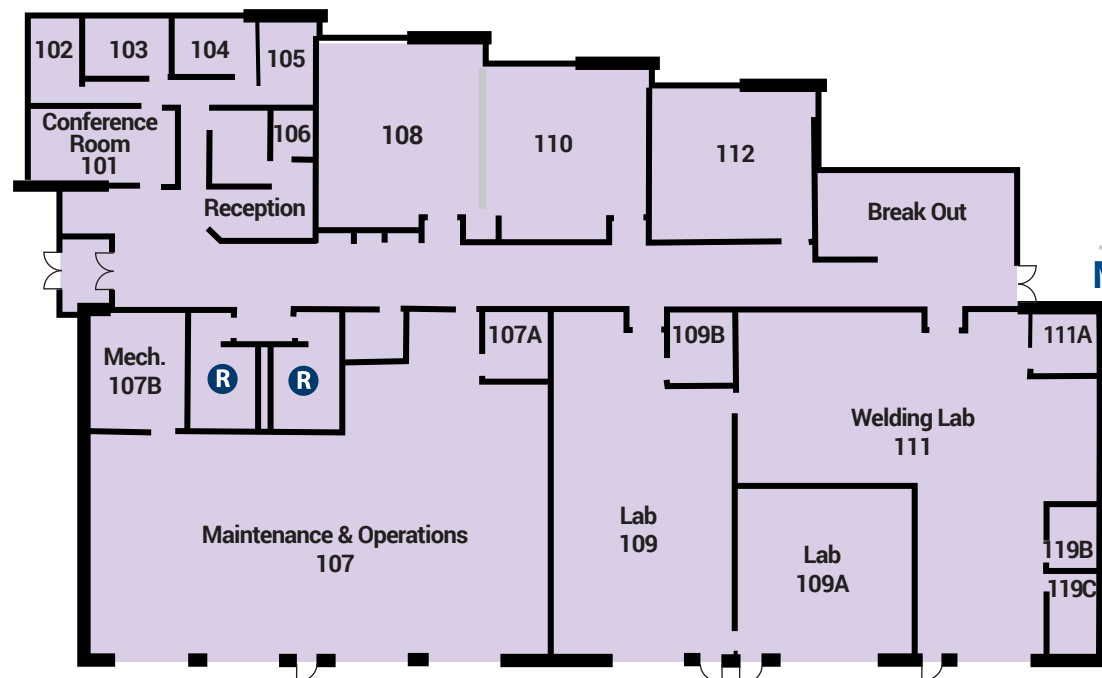 102
103
104
105
Conference
Room
101
106
108
110
112
Reception
Break Out
Mech.
107B
R
R
107A
109B
111A
Welding Lab
111
Maintenance & Operations
107
Lab
109
Lab
109A
119B
119C